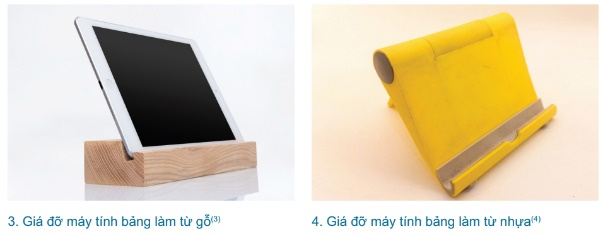 3. Giá đỡ máy tính bảng làm từ gỗ(3)
4. Giá đỡ máy tính bảng làm từ nhựa(4)